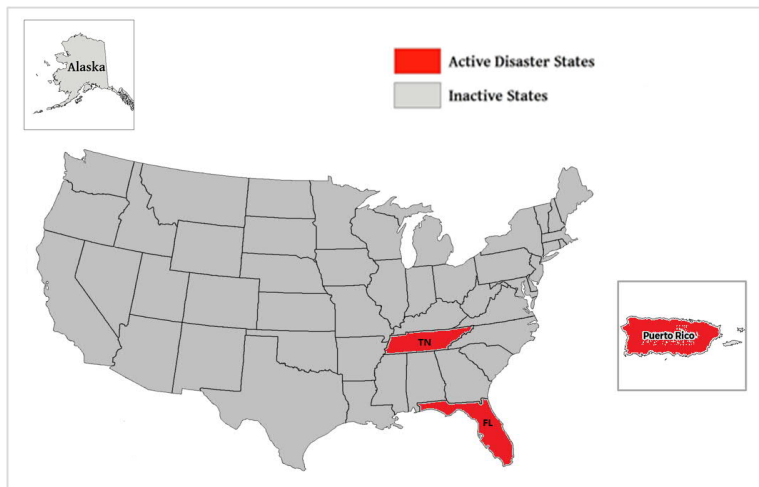 Alaska
Active Disaster States
Inactive States
TN
Puerto Rico
FL